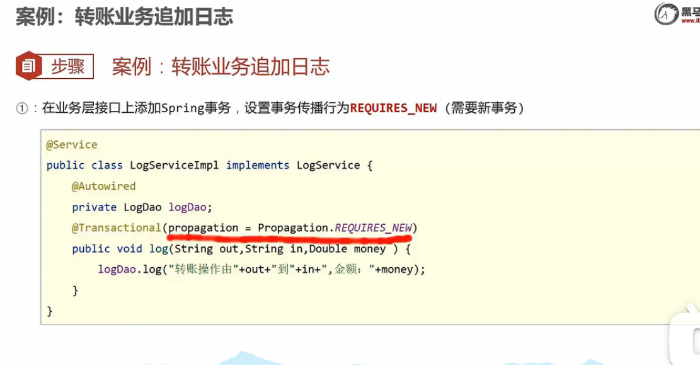 案例：转账业务追加日志
黑马
步骤
案例：转账业务追加日志
①：在业务层接口上添加Spring事务，设置事务传播行为REQUIRES_NEW（需要新事务）
@Service
public class LogServiceImpl implements LogService {
@Autowired
private LogDao logDao;
@Transactional(propagation = Propagation.REQUIRES_NEW)
public void log(String out,String in,Double money ) {
logDao.log("转账操作由"+out+"到"+in+",金额："+money);
}
}